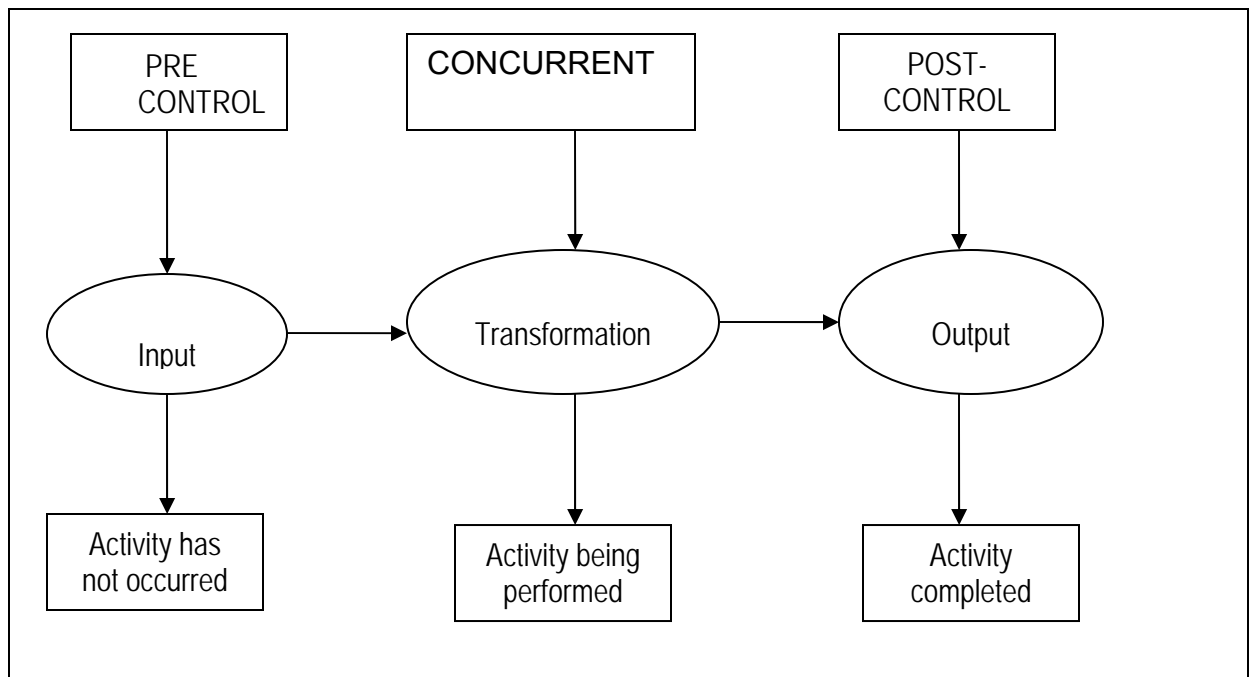 PRE
CONTROL
CONCURRENT
POST-
CONTROL
Input
Transformation
Output
Activity has
not occurred
Activity being
performed
Activity
completed